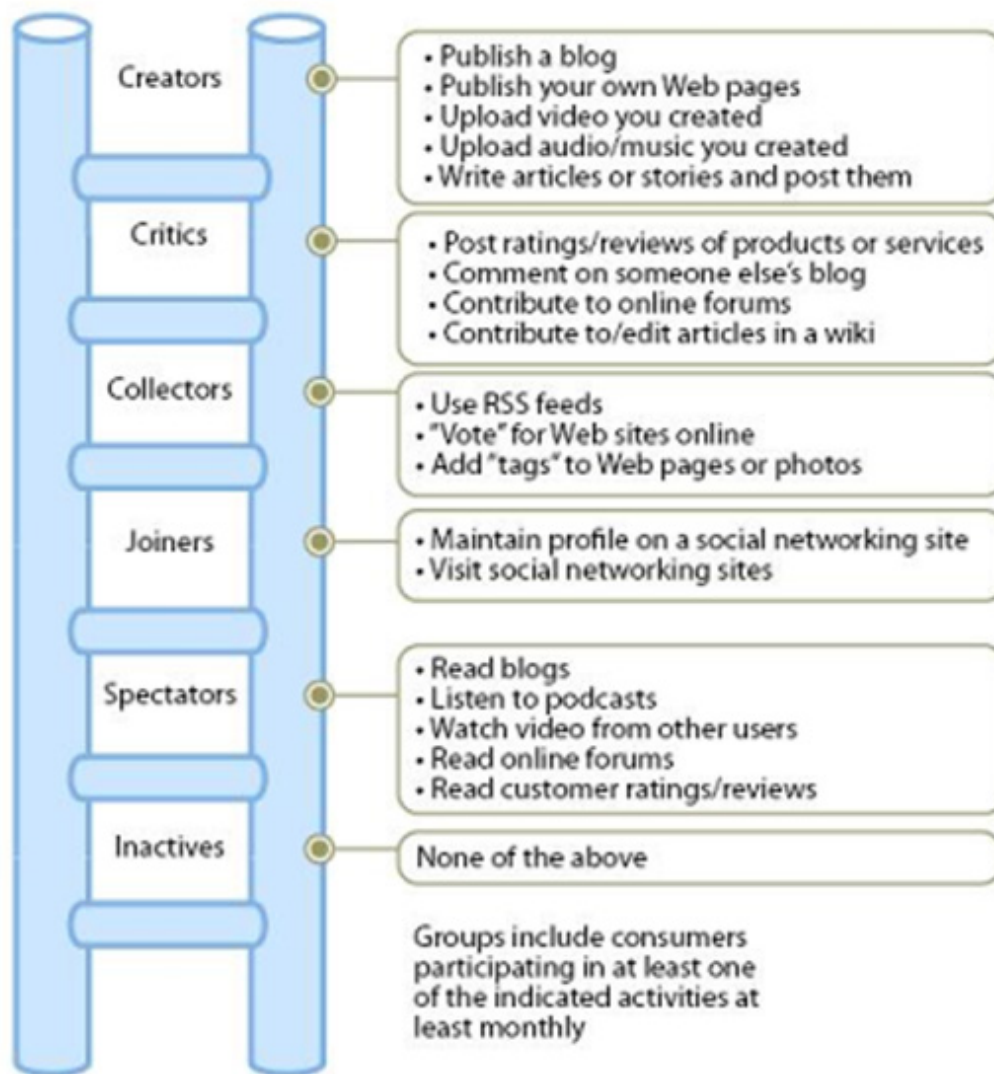 Creators
• Publish a blog
• Publish your own Web pages
• Upload video you created
• Upload audio/music you created
• Write articles or stories and post them
Critics
• Post ratings/reviews of products or services
• Comment on someone else's blog
• Contribute to online forums
• Contribute to/edit articles in a wiki
Collectors
• Use RSS feeds
• "Vote" for Web sites online
• Add "tags" to Web pages or photos
Joiners
• Maintain profile on a social networking site
• Visit social networking sites
Spectators
• Read blogs
• Listen to podcasts
• Watch video from other users
• Read online forums
• Read customer ratings/reviews
Inactives
None of the above
Groups include consumers
participating in at least one
of the indicated activities at
least monthly